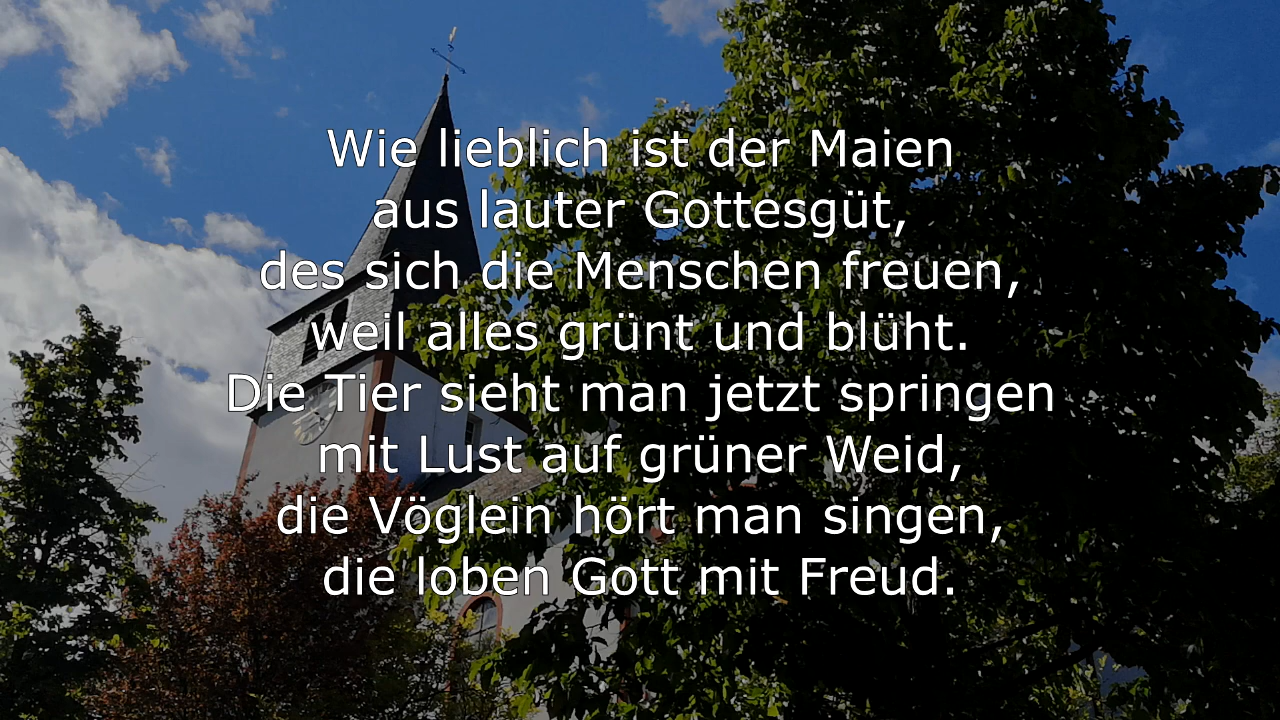 Wie lieblich ist der Maien
aus lauter Gottesgüt,
des sich die Menschen freuen,
weil alles grünt und blüht.
Die Tier sieht man jetzt springen
mit Lust auf grüner Weid,
die Vöglein hört man singen,
die loben Gott mit Freud.